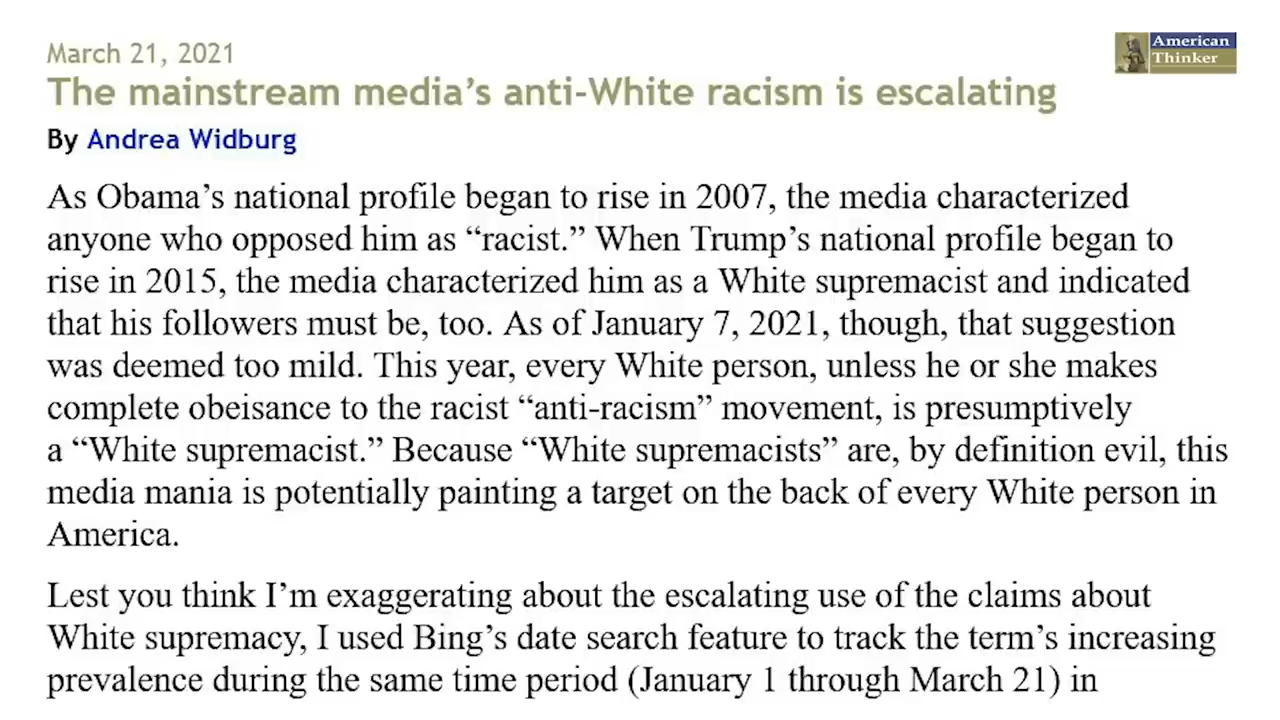 March 21, 2021
American
Thinker
The mainstream media’s anti-White racism is escalating
By Andrea Widburg
As Obama’s national profile began to rise in 2007, the media characterized
anyone who opposed him as “racist.” When Trump’s national profile began to
rise in 2015, the media characterized him as a White supremacist and indicated
that his followers must be, too. As of January 7, 2021, though, that suggestion
was deemed too mild. This year, every White person, unless he or she makes
complete obeisance to the racist “anti-racism” movement, is presumptively
a “White supremacist.” Because “White supremacists” are, by definition evil, this
media mania is potentially painting a target on the back of every White person in
America.
Lest you think I’m exaggerating about the escalating use of the claims about
White supremacy, I used Bing’s date search feature to track the term’s increasing
prevalence during the same time period (January 1 through March 21) in